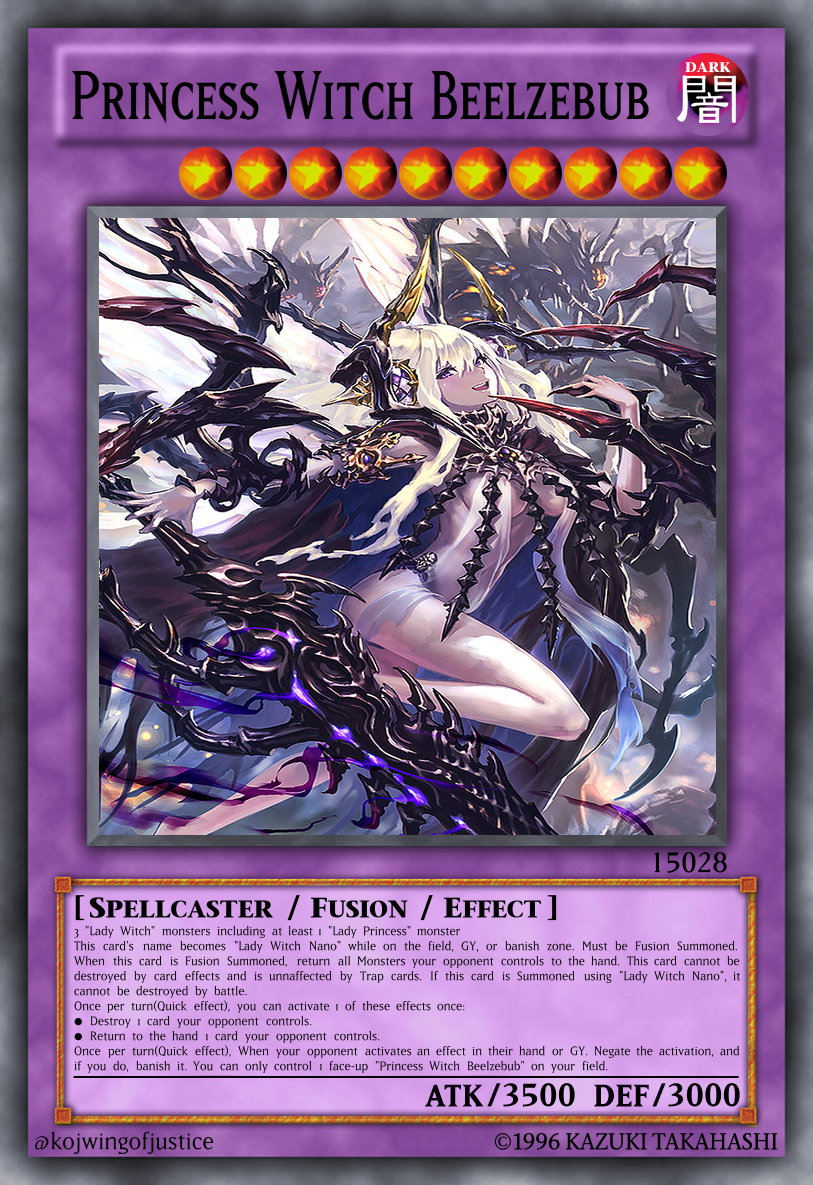 Princess Witch Beelzebub
DARK
闇
15028
[Spellcaster / Fusion / Effect]
3 "Lady Witch" monsters including at least 1 "Lady Princess" monster
This card's name becomes "Lady Witch Nano" while on the field, GY, or banish zone. Must be Fusion Summoned.
When this card is Fusion Summoned, return all Monsters your opponent controls to the hand. This card cannot be
destroyed by card effects and is unnaffected by Trap cards. If this card is Summoned using "Lady Witch Nano", it
cannot be destroyed by battle.
Once per turn(Quick effect), you can activate 1 of these effects once:
● Destroy 1 card your opponent controls.
● Return to the hand 1 card your opponent controls.
Once per turn(Quick effect), When your opponent activates an effect in their hand or GY. Negate the activation, and
if you do, banish it. You can only control 1 face-up "Princess Witch Beelzebub" on your field.
ATK/3500 DEF/3000
@kojwingofjustice
©1996 KAZUKI TAKAHASHI